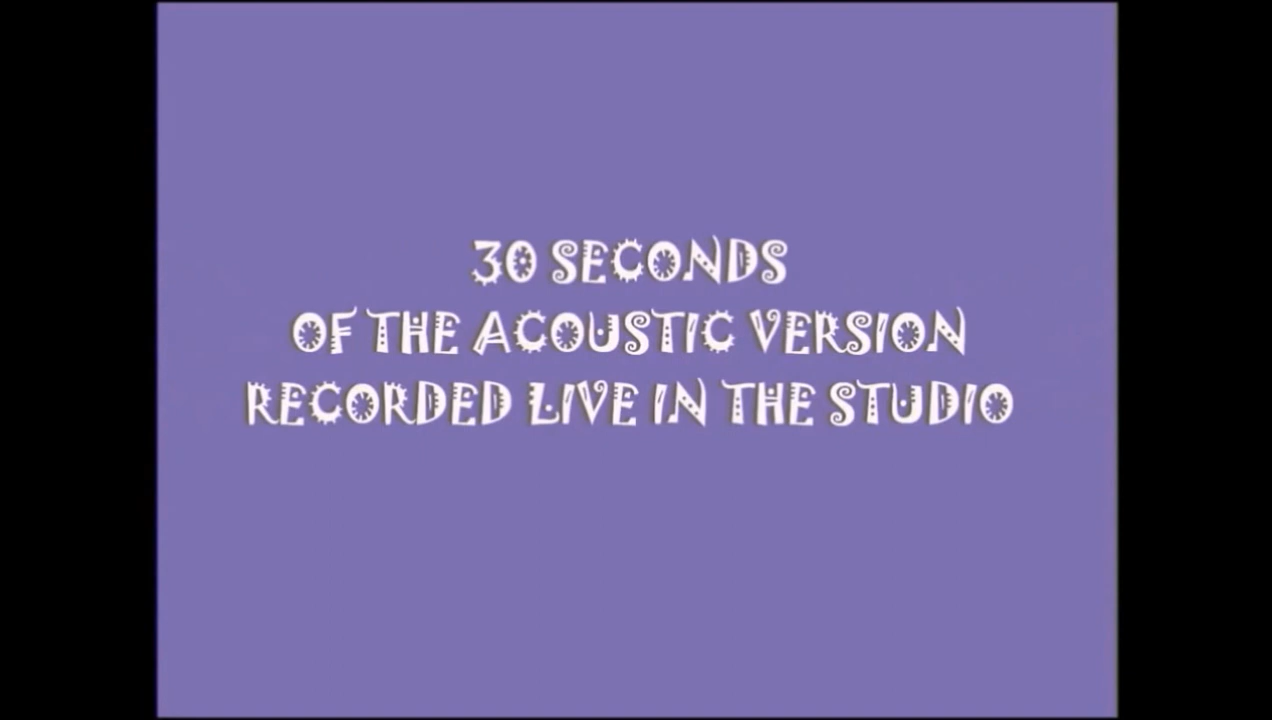 30 SECONDS
OF THE ACOUSTIC VERSION
RECORDED LIVE IN THE STUDIO